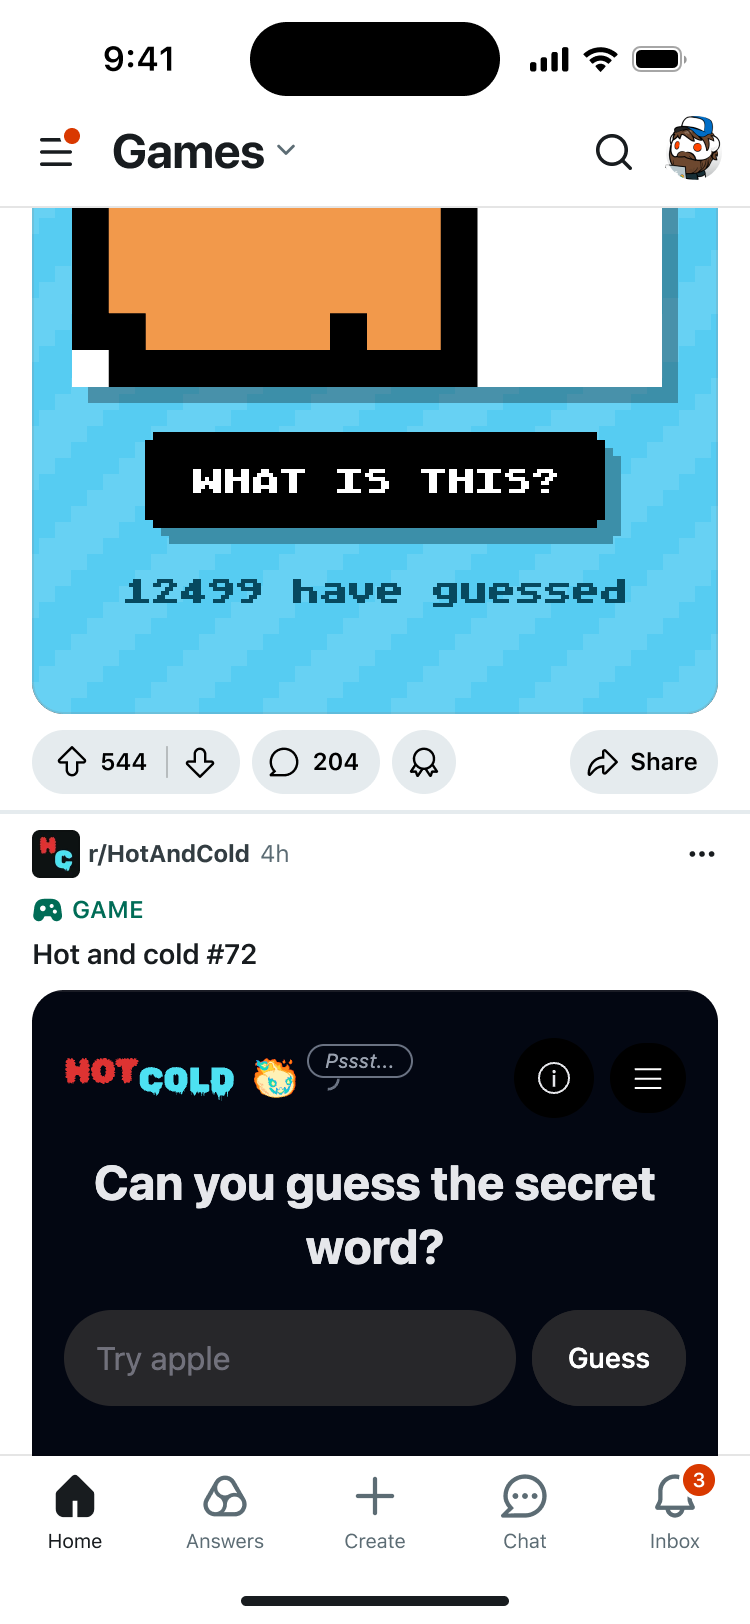 9:41
Games
WHAT IS THIS?
12499 have guessed
544
204
Share
r/HotAndCold 4h
GAME
Hot and cold #72
HOT COLD
Pssst...
Can you guess the secret
word?
Try apple
Guess
3
Home
Answers
Create
Chat
Inbox